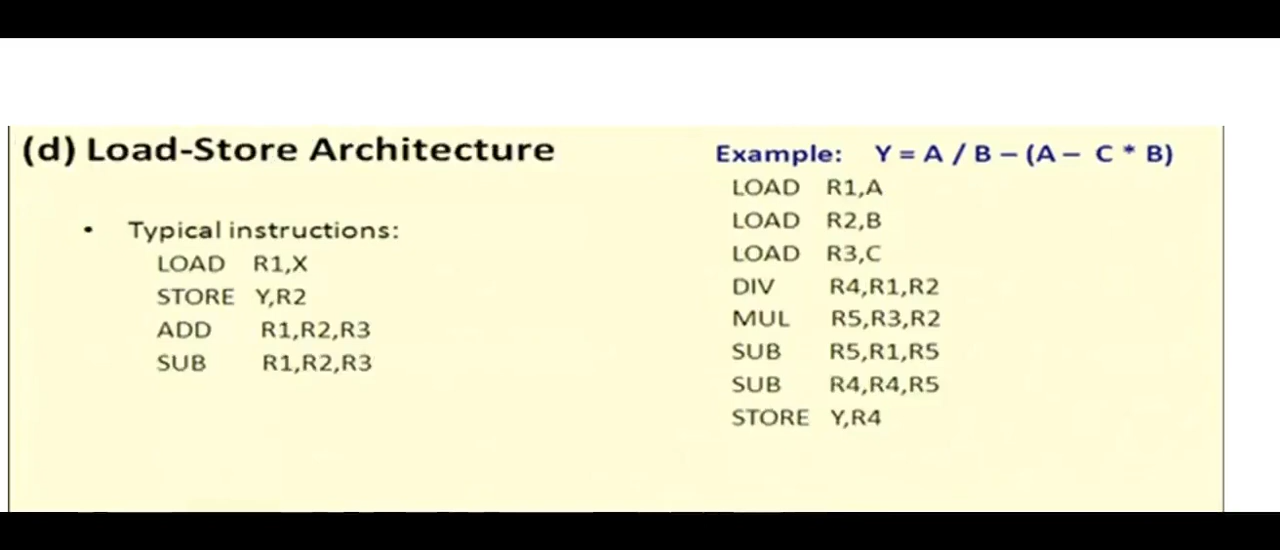 (d) Load-Store Architecture
• Typical instructions:
LOAD R1,X
STORE Y,R2
ADD R1,R2,R3
SUB R1,R2,R3
Example: Y = A / B – (A – C * B)
LOAD R1,A
LOAD R2,B
LOAD R3,C
DIV R4,R1,R2
MUL R5,R3,R2
SUB R5,R1,R5
SUB R4,R4,R5
STORE Y,R4